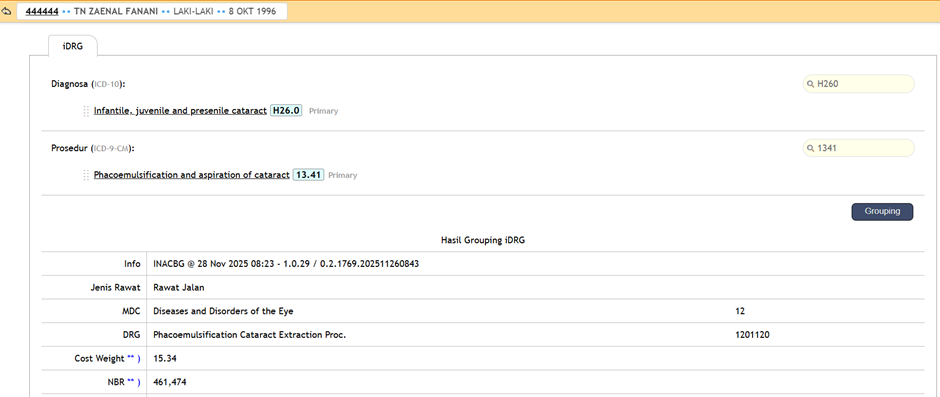 444444 •• TN ZAENAL FANANI •• LAKI-LAKI •• 8 OKT 1996
iDRG
Diagnosa (ICD-10): H260
Infantile, juvenile and presenile cataract H26.0 Primary
Prosedur (ICD-9-CM): 1341
Phacoemulsification and aspiration of cataract 13.41 Primary
Grouping
Hasil Grouping iDRG
Info INACBG @ 28 Nov 2025 08:23 - 1.0.29 / 0.2.1769.202511260843
Jenis Rawat Rawat Jalan
MDC Diseases and Disorders of the Eye 12
DRG Phacoemulsification Cataract Extraction Proc. 1201120
Cost Weight ** ) 15.34
NBR ** ) 461,474